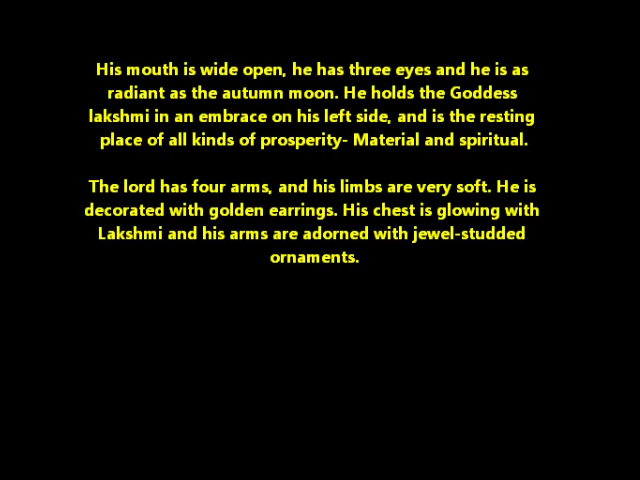 His mouth is wide open, he has three eyes and he is as
radiant as the autumn moon. He holds the Goddess
lakshmi in an embrace on his left side, and is the resting
place of all kinds of prosperity- Material and spiritual.
The lord has four arms, and his limbs are very soft. He is
decorated with golden earrings. His chest is glowing with
Lakshmi and his arms are adorned with jewel-studded
ornaments.